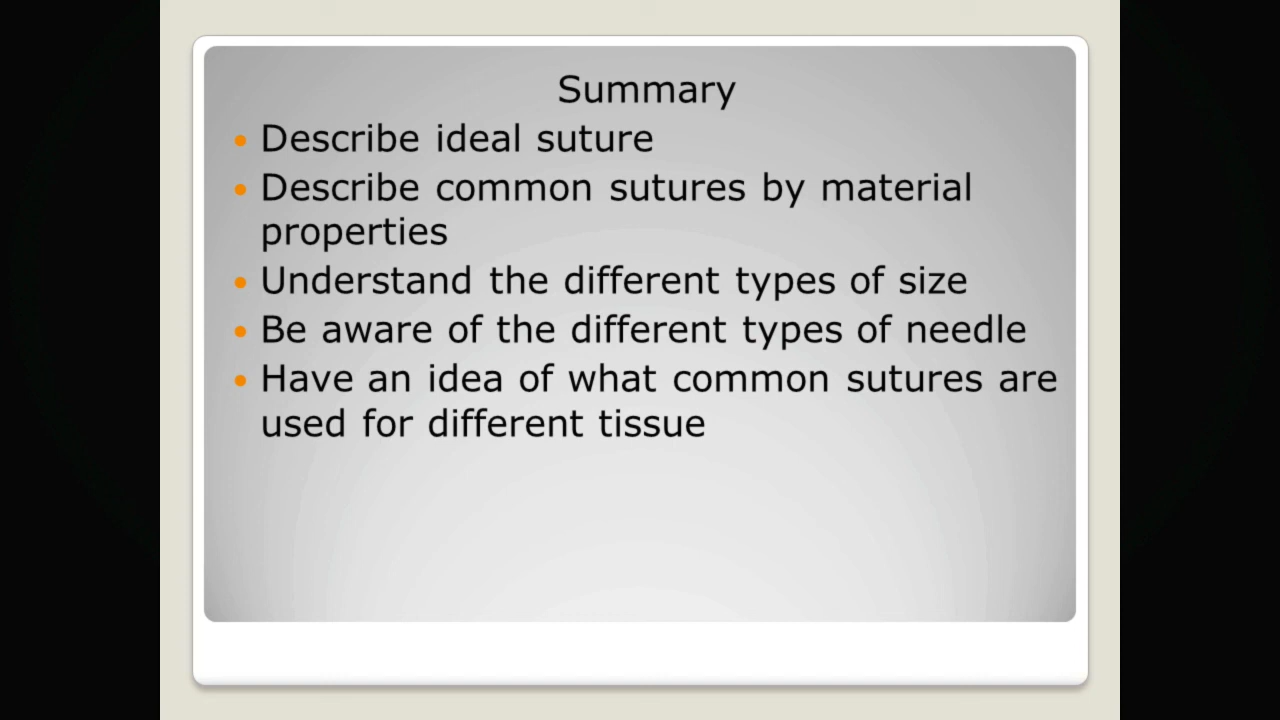 Summary
Describe ideal suture
Describe common sutures by material
properties
Understand the different types of size
Be aware of the different types of needle
Have an idea of what common sutures are
used for different tissue